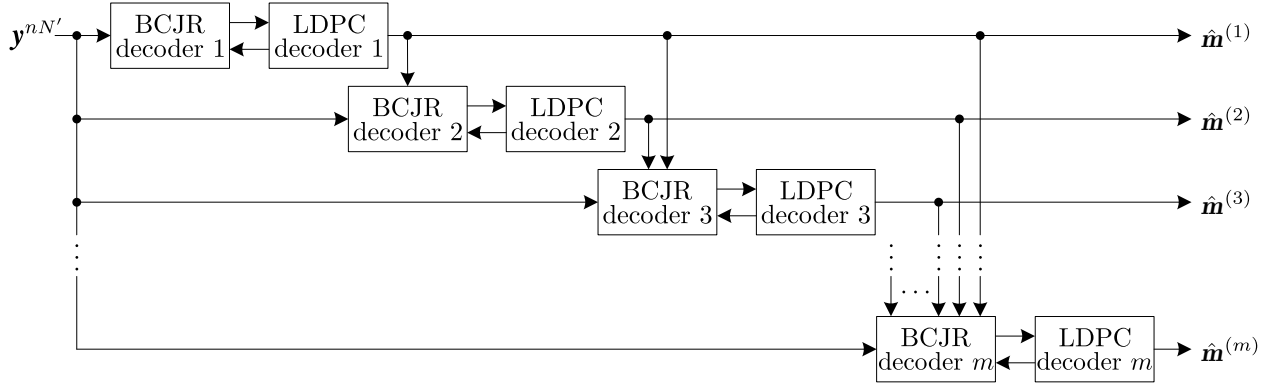 𝒚^{nN′}
BCJR
decoder 1
LDPC
decoder 1
m̂^{(1)}
BCJR
decoder 2
LDPC
decoder 2
m̂^{(2)}
BCJR
decoder 3
LDPC
decoder 3
m̂^{(3)}
BCJR
decoder m
LDPC
decoder m
m̂^{(m)}